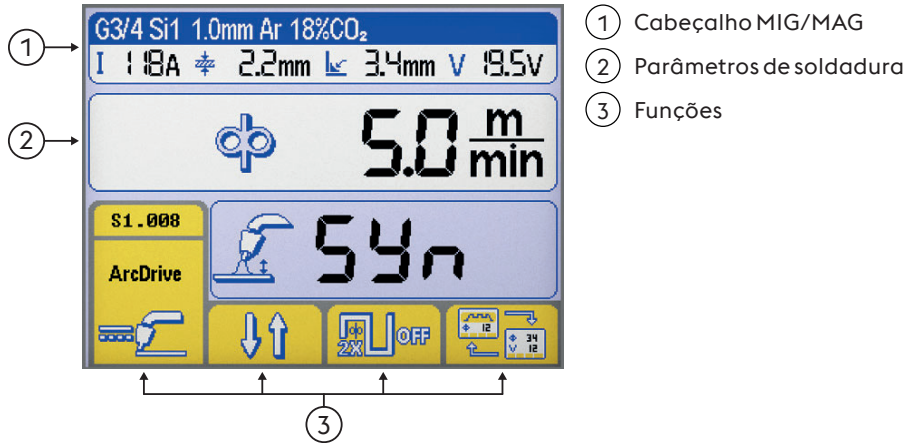 G3/4 Si1 1.0mm Ar 18%CO₂
I 118A 2.2mm 3.4mm V 19.5V
5.0 m/min
S1.008
ArcDrive
Syn
2X OFF
12 34
V 12
1 Cabeçalho MIG/MAG
2 Parâmetros de soldadura
3 Funções
1
2
3